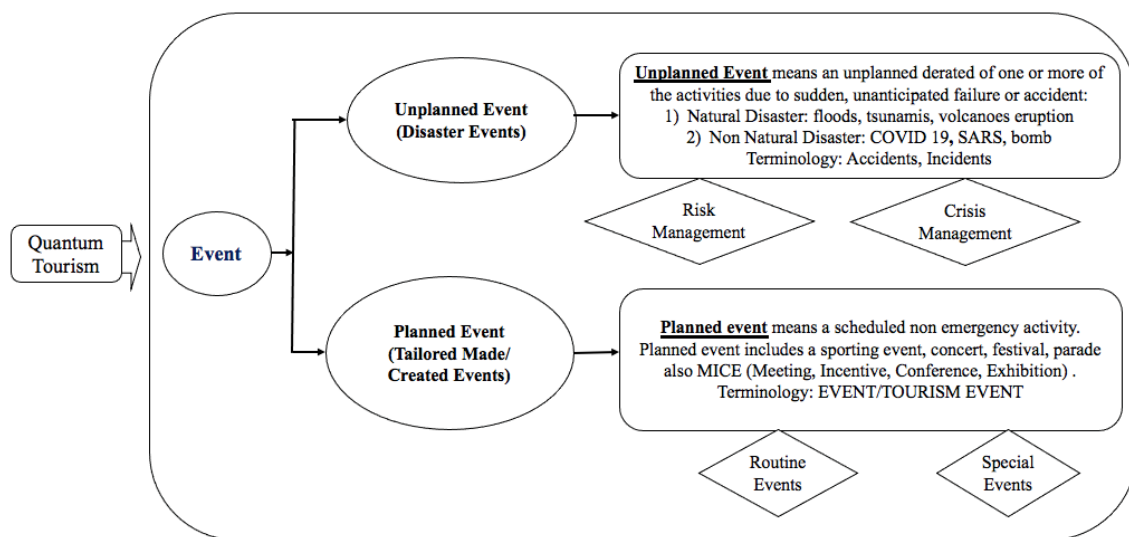 Quantum
Tourism
Event
Unplanned Event
(Disaster Events)
Unplanned Event means an unplanned derated of one or more of
the activities due to sudden, unanticipated failure or accident:
1) Natural Disaster: floods, tsunamis, volcanoes eruption
2) Non Natural Disaster: COVID 19, SARS, bomb
Terminology: Accidents, Incidents
Risk
Management
Crisis
Management
Planned Event
(Tailored Made/
Created Events)
Planned event means a scheduled non emergency activity.
Planned event includes a sporting event, concert, festival, parade
also MICE (Meeting, Incentive, Conference, Exhibition) .
Terminology: EVENT/TOURISM EVENT
Routine
Events
Special
Events